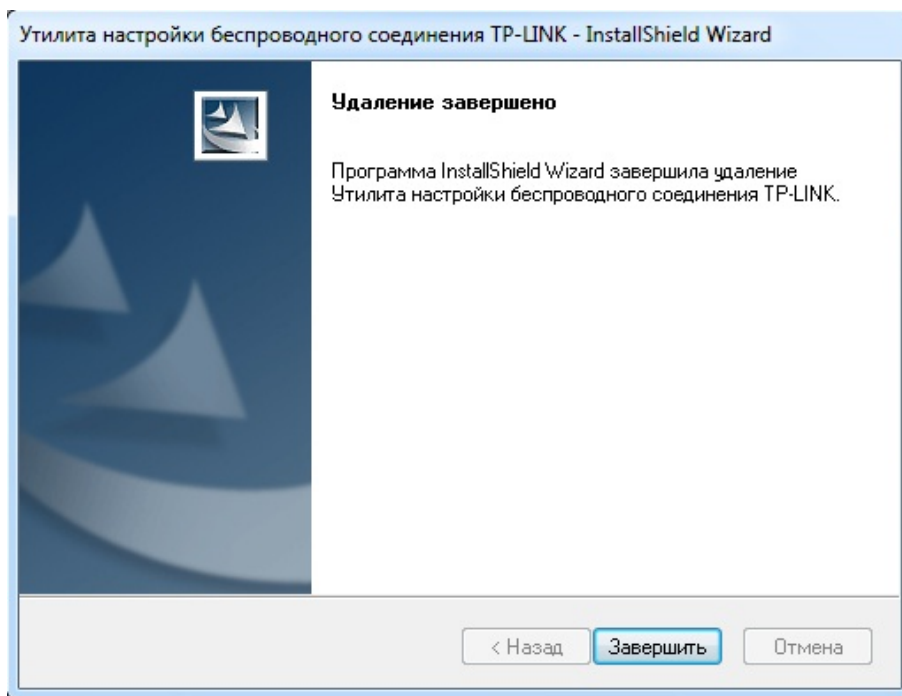 Утилита настройки беспроводного соединения TP-LINK - InstallShield Wizard
Удаление завершено
Программа InstallShield Wizard завершила удаление
Утилита настройки беспроводного соединения TP-LINK.
< Назад
Завершить
Отмена